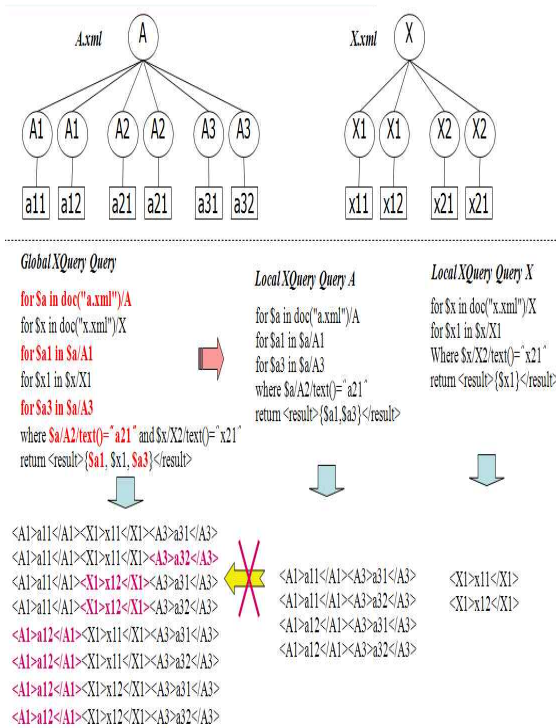 A.xml
A
X.xml
X
A1 A1 A2 A2 A3 A3
X1 X1 X2 X2
a11 a12 a21 a21 a31 a32
x11 x12 x21 x21
Global XQuery Query
for $a in doc("a.xml")/A
for $x in doc("x.xml")/X
for $a1 in $a/A1
for $x1 in $x/X1
for $a3 in $a/A3
where $a/A2/text()="a21" and $x/X2/text()="x21"
return <result>{$a1, $x1, $a3}</result>
Local XQuery Query A
for $a in doc("a.xml")/A
for $a1 in $a/A1
for $a3 in $a/A3
where $a/A2/text()="a21"
return <result>{$a1,$a3}</result>
Local XQuery Query X
for $x in doc("x.xml")/X
for $x1 in $x/X1
Where $x/X2/text()="x21"
return <result>{$x1}</result>
<A1>a11</A1><X1>x11</X1><A3>a31</A3>
<A1>a11</A1><X1>x11</X1><A3>a32</A3>
<A1>a11</A1><X1>x12</X1><A3>a31</A3>
<A1>a11</A1><X1>x12</X1><A3>a32</A3>
<A1>a12</A1><X1>x11</X1><A3>a31</A3>
<A1>a12</A1><X1>x11</X1><A3>a32</A3>
<A1>a12</A1><X1>x12</X1><A3>a31</A3>
<A1>a12</A1><X1>x12</X1><A3>a32</A3>
<A1>a11</A1><A3>a31</A3>
<A1>a11</A1><A3>a32</A3>
<A1>a12</A1><A3>a31</A3>
<A1>a12</A1><A3>a32</A3>
<X1>x11</X1>
<X1>x12</X1>